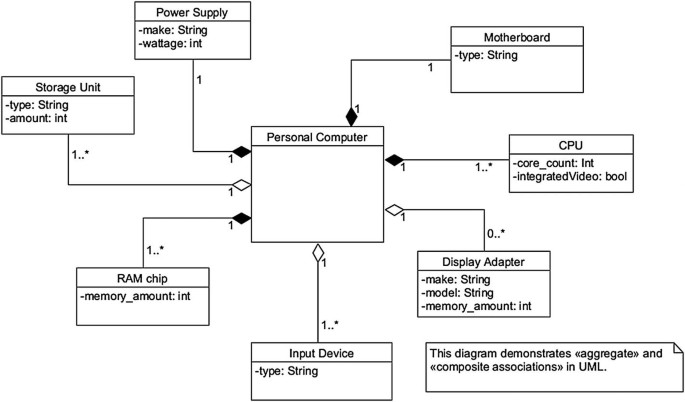 Power Supply
-make: String
-wattage: int
1
1
Motherboard
-type: String
1
1
Storage Unit
-type: String
-amount: int
1..*
1
Personal Computer
CPU
-core_count: Int
-integratedVideo: bool
1
1..*
RAM chip
-memory_amount: int
1..*
1
Display Adapter
-make: String
-model: String
-memory_amount: int
1
0..*
Input Device
-type: String
1
1..*
This diagram demonstrates «aggregate» and
«composite associations» in UML.